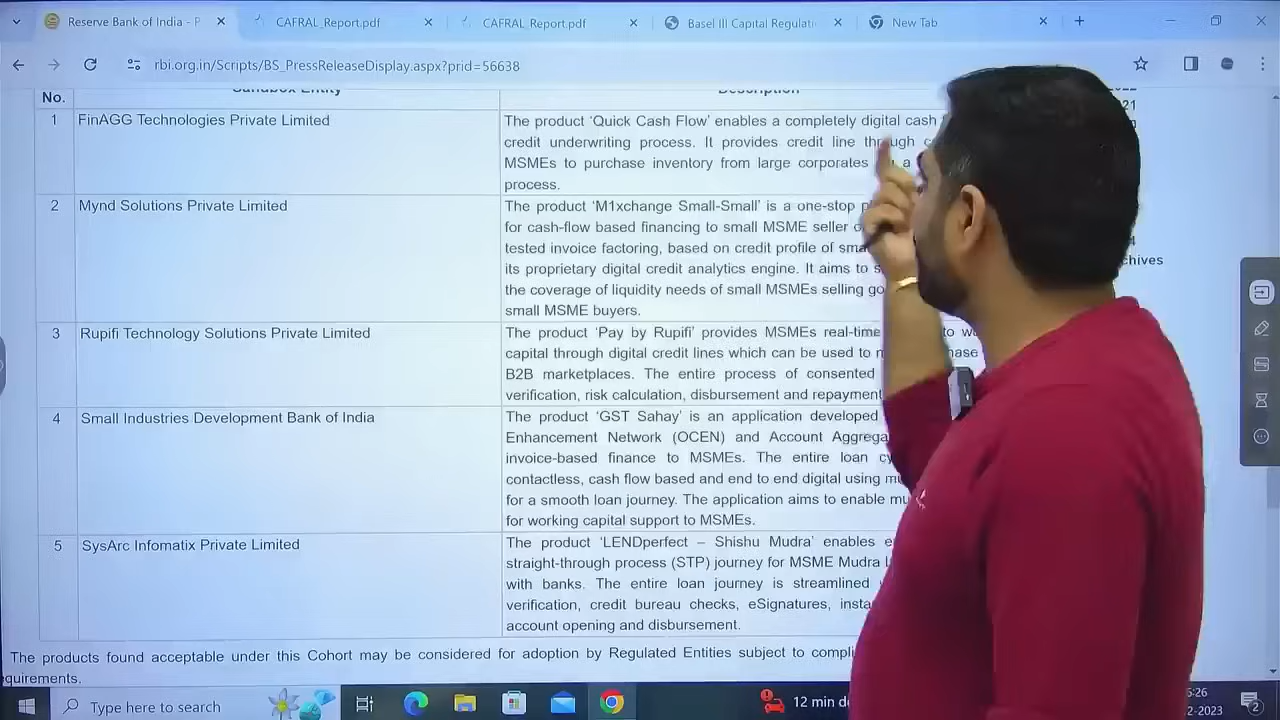 Reserve Bank of India - P
CAFRAL_Report.pdf
CAFRAL_Report.pdf
Basel III Capital Regulati
New Tab
rbi.org.in/Scripts/BS_PressReleaseDisplay.aspx?prid=56638
No. Sandbox Entity Description
1 FinAGG Technologies Private Limited
The product ‘Quick Cash Flow’ enables a completely digital cash
credit underwriting process. It provides credit line through
MSMEs to purchase inventory from large corporates a
process.
2 Mynd Solutions Private Limited
The product ‘M1xchange Small-Small’ is a one-stop
for cash-flow based financing to small MSME seller
tested invoice factoring, based on credit profile of
its proprietary digital credit analytics engine. It aims to
the coverage of liquidity needs of small MSMEs selling
small MSME buyers.
3 Rupifi Technology Solutions Private Limited
The product ‘Pay by Rupifi’ provides MSMEs real-time to
capital through digital credit lines which can be used to
B2B marketplaces. The entire process of consented
verification, risk calculation, disbursement and repayment
4 Small Industries Development Bank of India
The product ‘GST Sahay’ is an application developed
Enhancement Network (OCEN) and Account
invoice-based finance to MSMEs. The entire loan
contactless, cash flow based and end to end digital using
for a smooth loan journey. The application aims to enable
for working capital support to MSMEs.
5 SysArc Infomatix Private Limited
The product ‘LENDperfect – Shishu Mudra’ enables
straight-through process (STP) journey for MSME Mudra
with banks. The entire loan journey is streamlined
verification, credit bureau checks, eSignatures,
account opening and disbursement.
The products found acceptable under this Cohort may be considered for adoption by Regulated Entities subject to
quirements.
Type here to search
12 min
5:26
2-2023
2